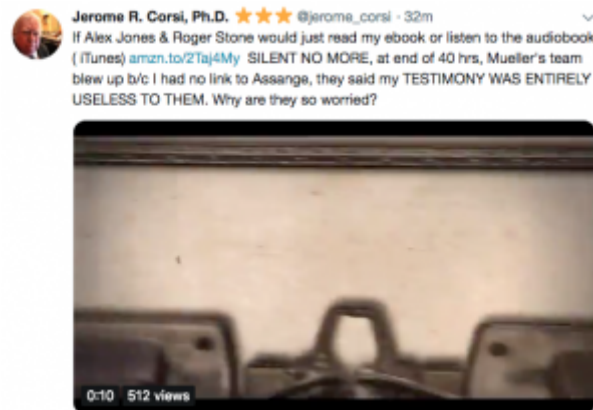 Jerome R. Corsi, Ph.D. ⭐⭐⭐ @jerome_corsi · 32m
If Alex Jones & Roger Stone would just read my ebook or listen to the audiobook
( iTunes) amzn.to/2Taj4My SILENT NO MORE, at end of 40 hrs, Mueller's team
blew up b/c I had no link to Assange, they said my TESTIMONY WAS ENTIRELY
USELESS TO THEM. Why are they so worried?
0:10 512 views